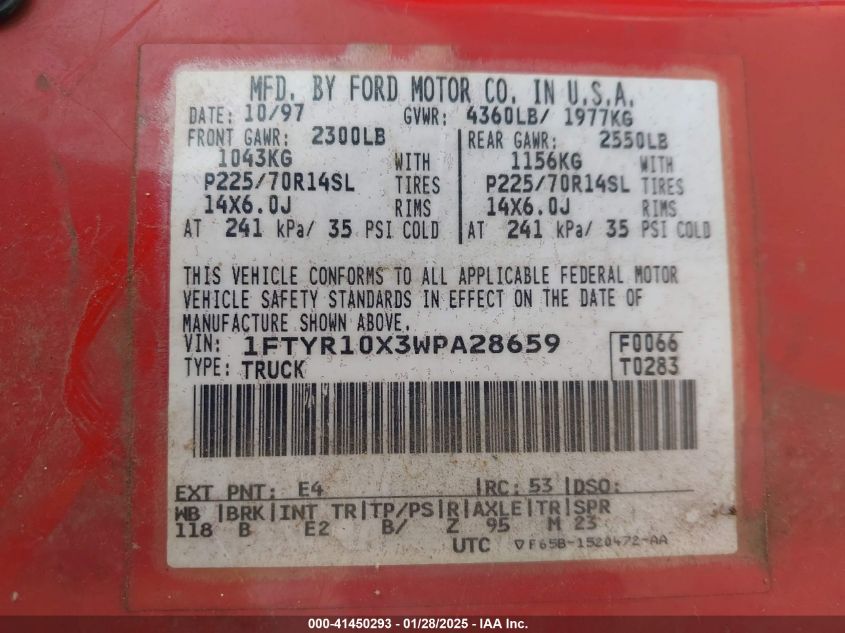 MFD. BY FORD MOTOR CO. IN U.S.A.
DATE: 10/97 GVWR: 4360LB/ 1977KG
FRONT GAWR: 2300LB REAR GAWR: 2550LB
1043KG WITH 1156KG WITH
P225/70R14SL TIRES P225/70R14SL TIRES
14X6.0J RIMS 14X6.0J RIMS
AT 241 kPa/ 35 PSI COLD AT 241 kPa/ 35 PSI COLD
THIS VEHICLE CONFORMS TO ALL APPLICABLE FEDERAL MOTOR
VEHICLE SAFETY STANDARDS IN EFFECT ON THE DATE OF
MANUFACTURE SHOWN ABOVE.
VIN: 1FTYR10X3WPA28659 F0066
TYPE: TRUCK T0283
EXT PNT: E4 |RC: 53 |DSO:
WB |BRK|INT TR|TP/PS|R|AXLE|TR|SPR
118 B E2 B/ Z 95 M 23
UTC ▽F65B-1520472-AA
000-41450293 - 01/28/2025 - IAA Inc.